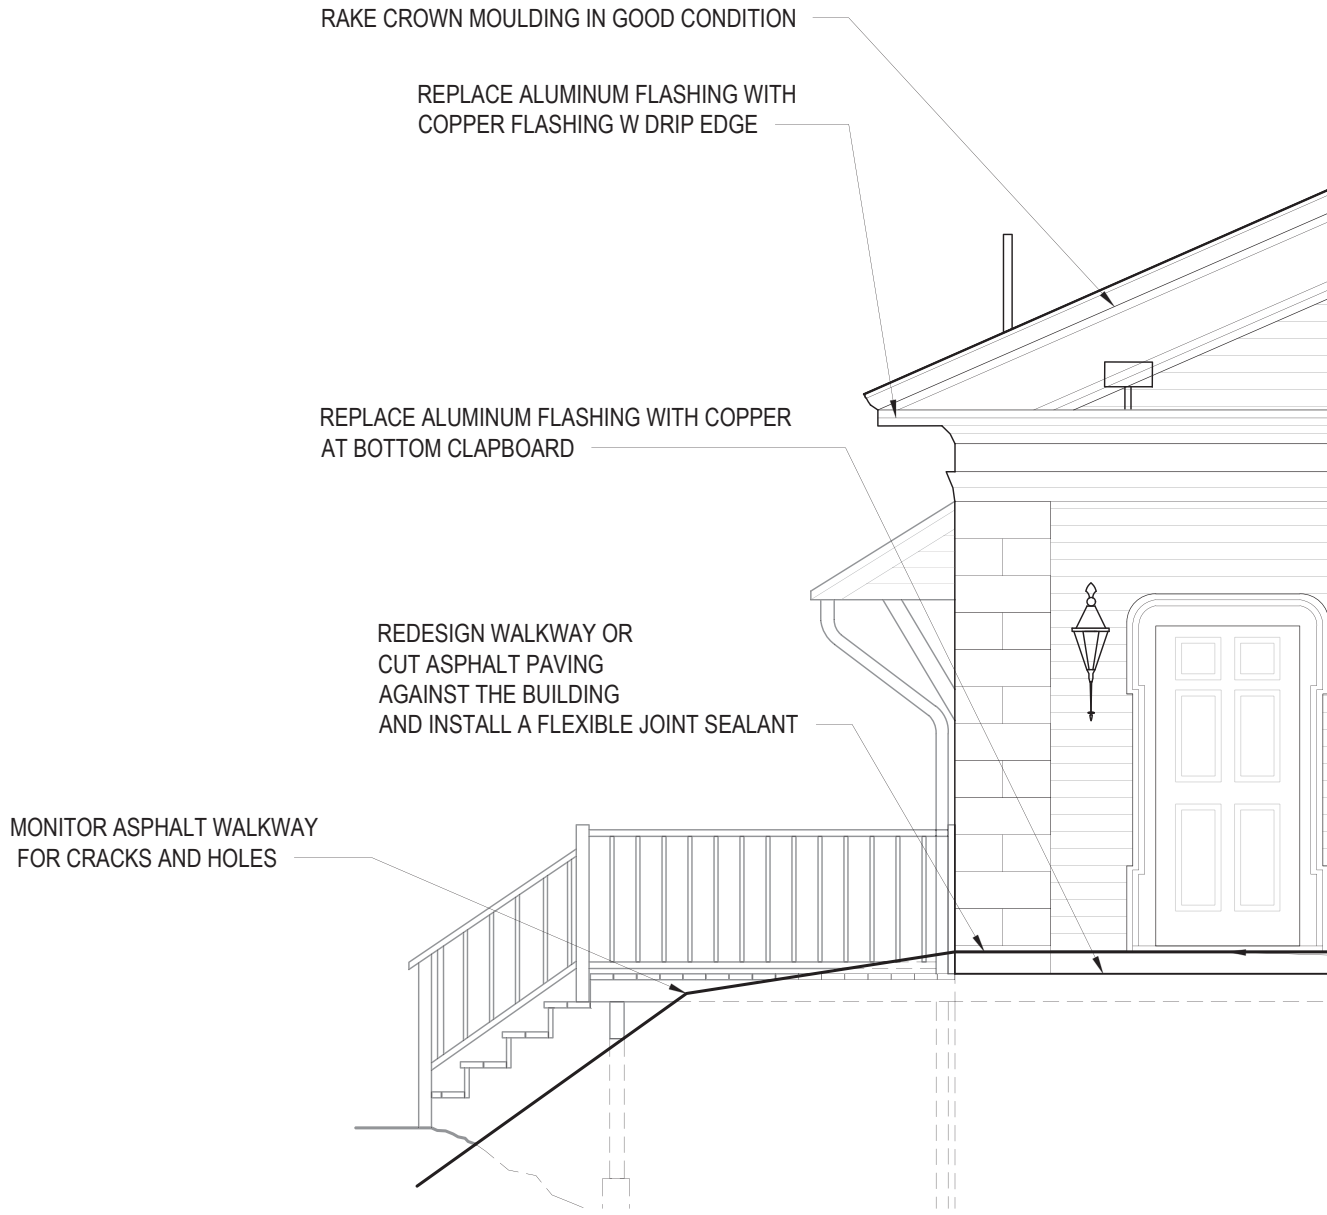 RAKE CROWN MOULDING IN GOOD CONDITION
REPLACE ALUMINUM FLASHING WITH
COPPER FLASHING W DRIP EDGE
REPLACE ALUMINUM FLASHING WITH COPPER
AT BOTTOM CLAPBOARD
REDESIGN WALKWAY OR
CUT ASPHALT PAVING
AGAINST THE BUILDING
AND INSTALL A FLEXIBLE JOINT SEALANT
MONITOR ASPHALT WALKWAY
FOR CRACKS AND HOLES